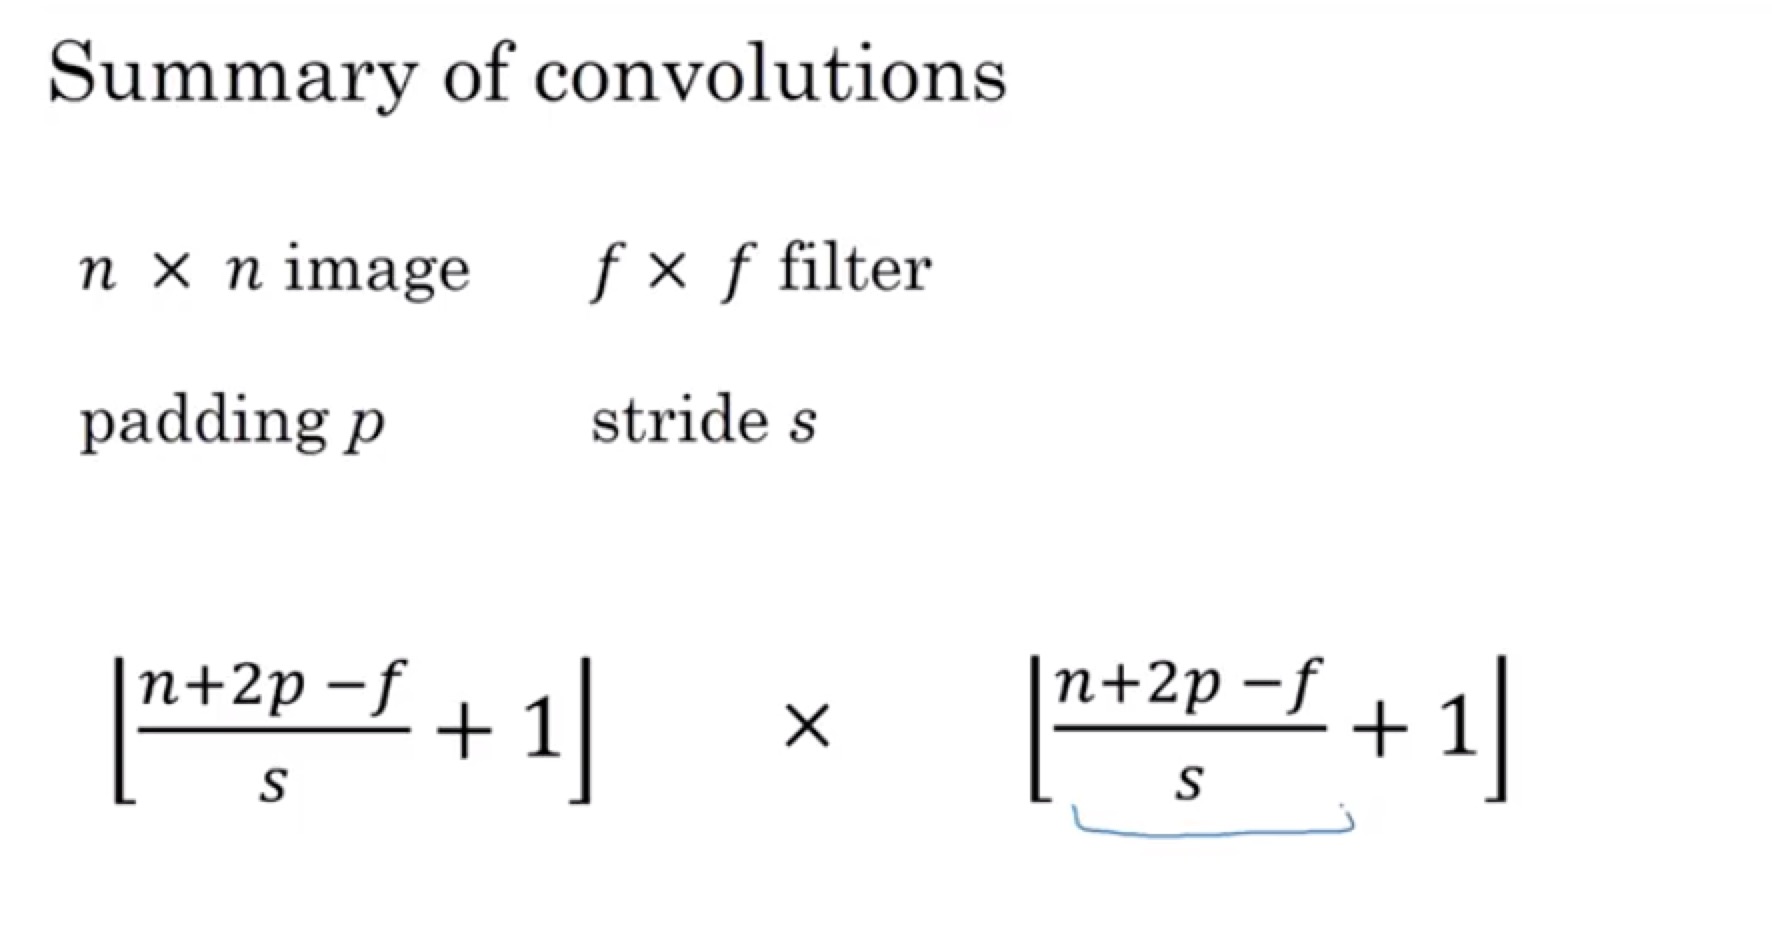 Summary of convolutions
n × n image f × f filter
padding p stride s
⌊(n+2p−f)/s + 1⌋ × ⌊(n+2p−f)/s + 1⌋